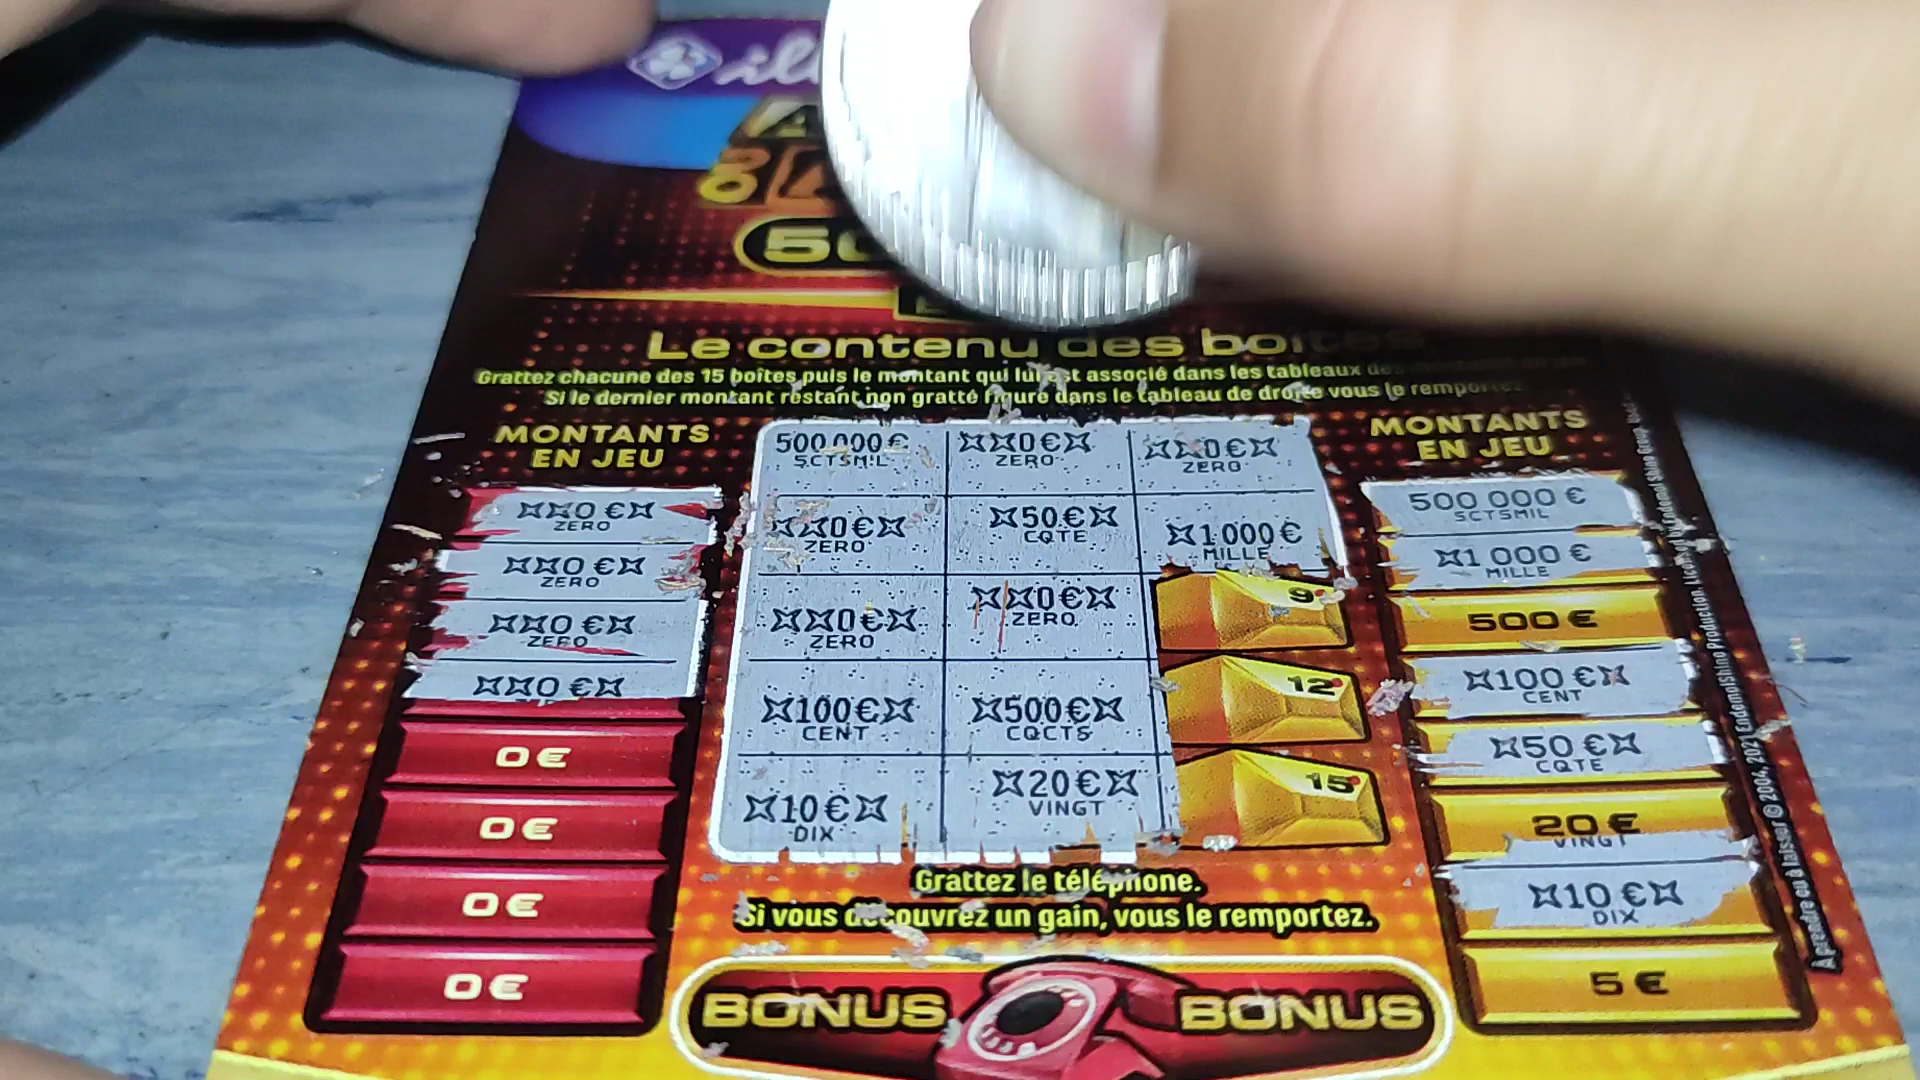 50
Le contenu des boîtes
Grattez chacune des 15 boîtes puis le montant qui lui est associé dans les tableaux des
Si le dernier montant restant non gratté figure dans le tableau de droite vous le remportez
MONTANTS
EN JEU
0 €
ZERO
0 €
ZERO
0 €
ZERO
0 €
0 €
0 €
0 €
0 €
500 000 €
SCTSMIL
0 €
ZERO
0 €
ZERO
0 €
ZERO
50 €
CQTE
1 000 €
MILLE
0 €
ZERO
0 €
ZERO
9
100 €
CENT
500 €
CQCTS
12
10 €
DIX
20 €
VINGT
15
MONTANTS
EN JEU
500 000 €
SCTSMIL
1 000 €
MILLE
500 €
100 €
CENT
50 €
CQTE
20 €
VINGT
10 €
DIX
5 €
Grattez le téléphone.
Si vous découvrez un gain, vous le remportez.
BONUS BONUS